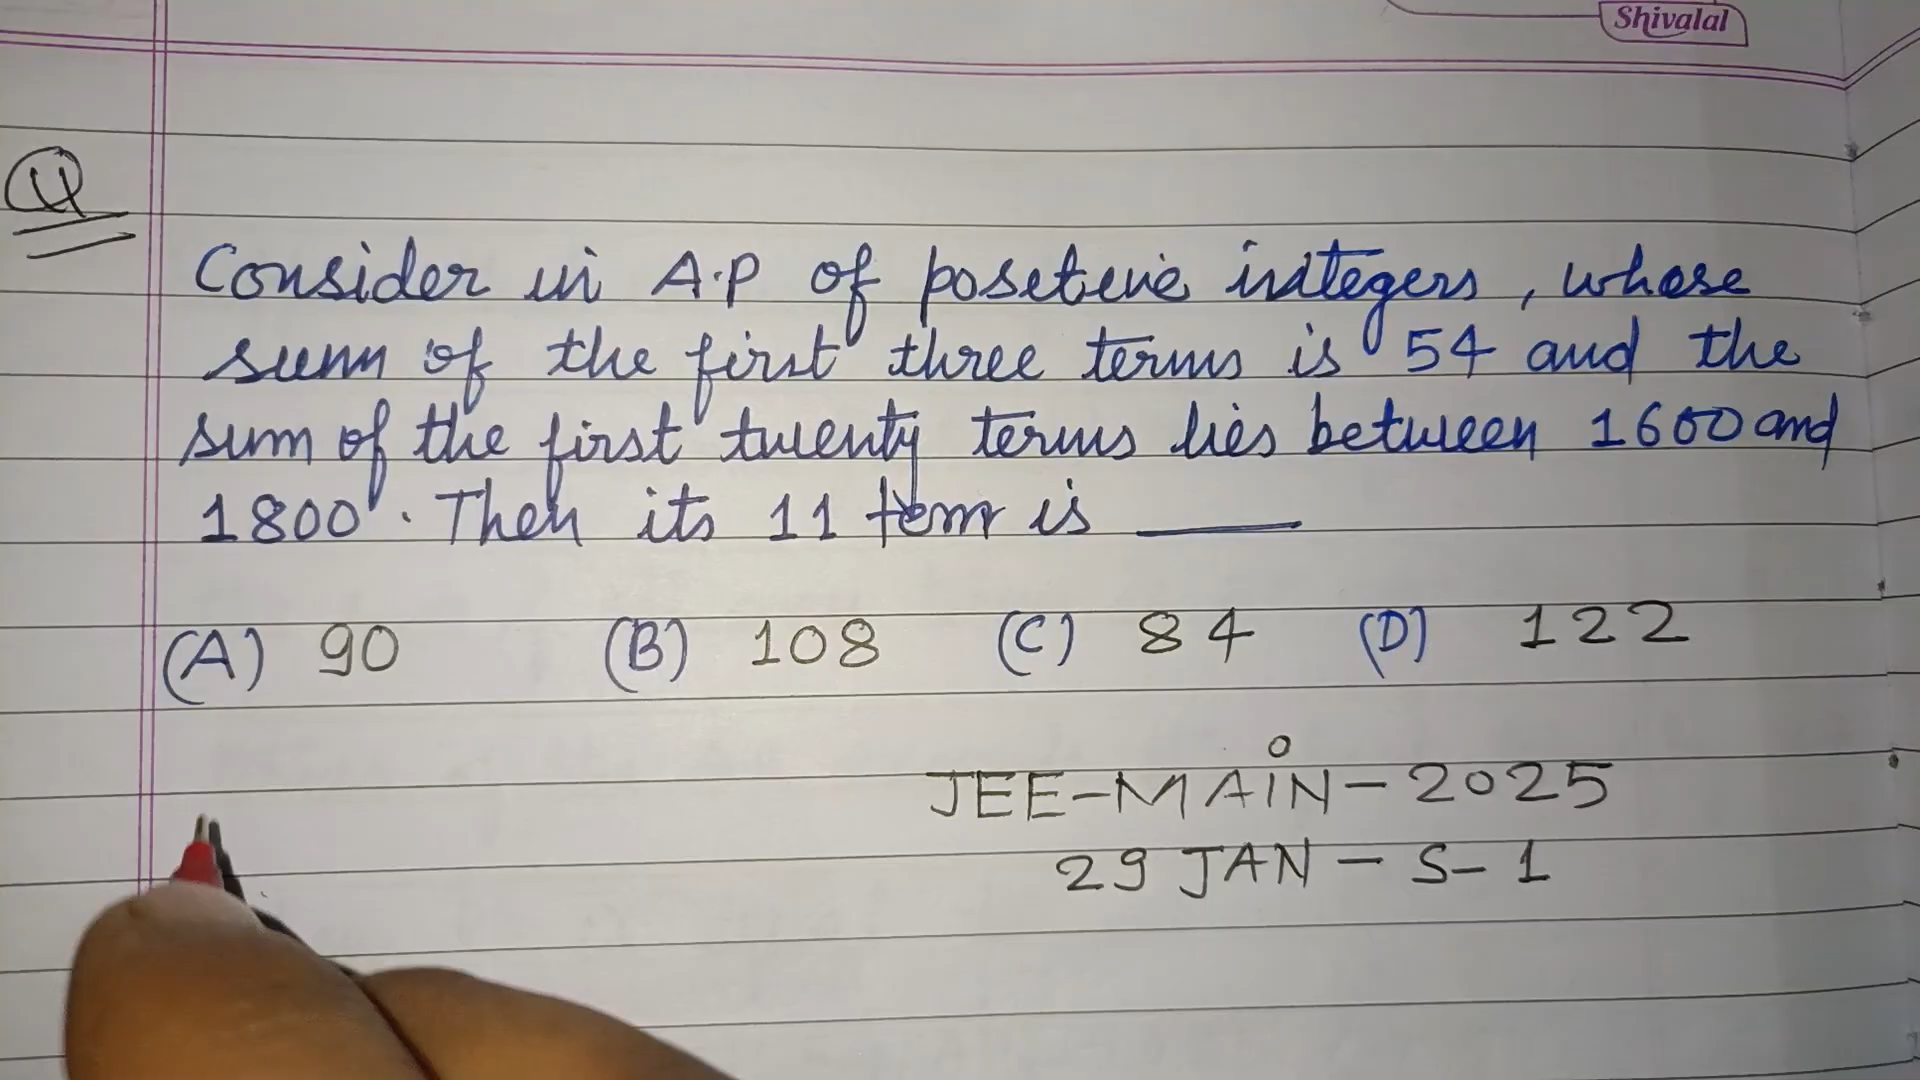 Shivalal
Q
Consider in A.P of poseteve integers, whose
sum of the first three terms is 54 and the
sum of the first twenty terms lies between 1600 and
1800. Then its 11 term is ____
(A) 90 (B) 108 (C) 84 (D) 122
JEE-MAIN-2025
29 JAN - S-1